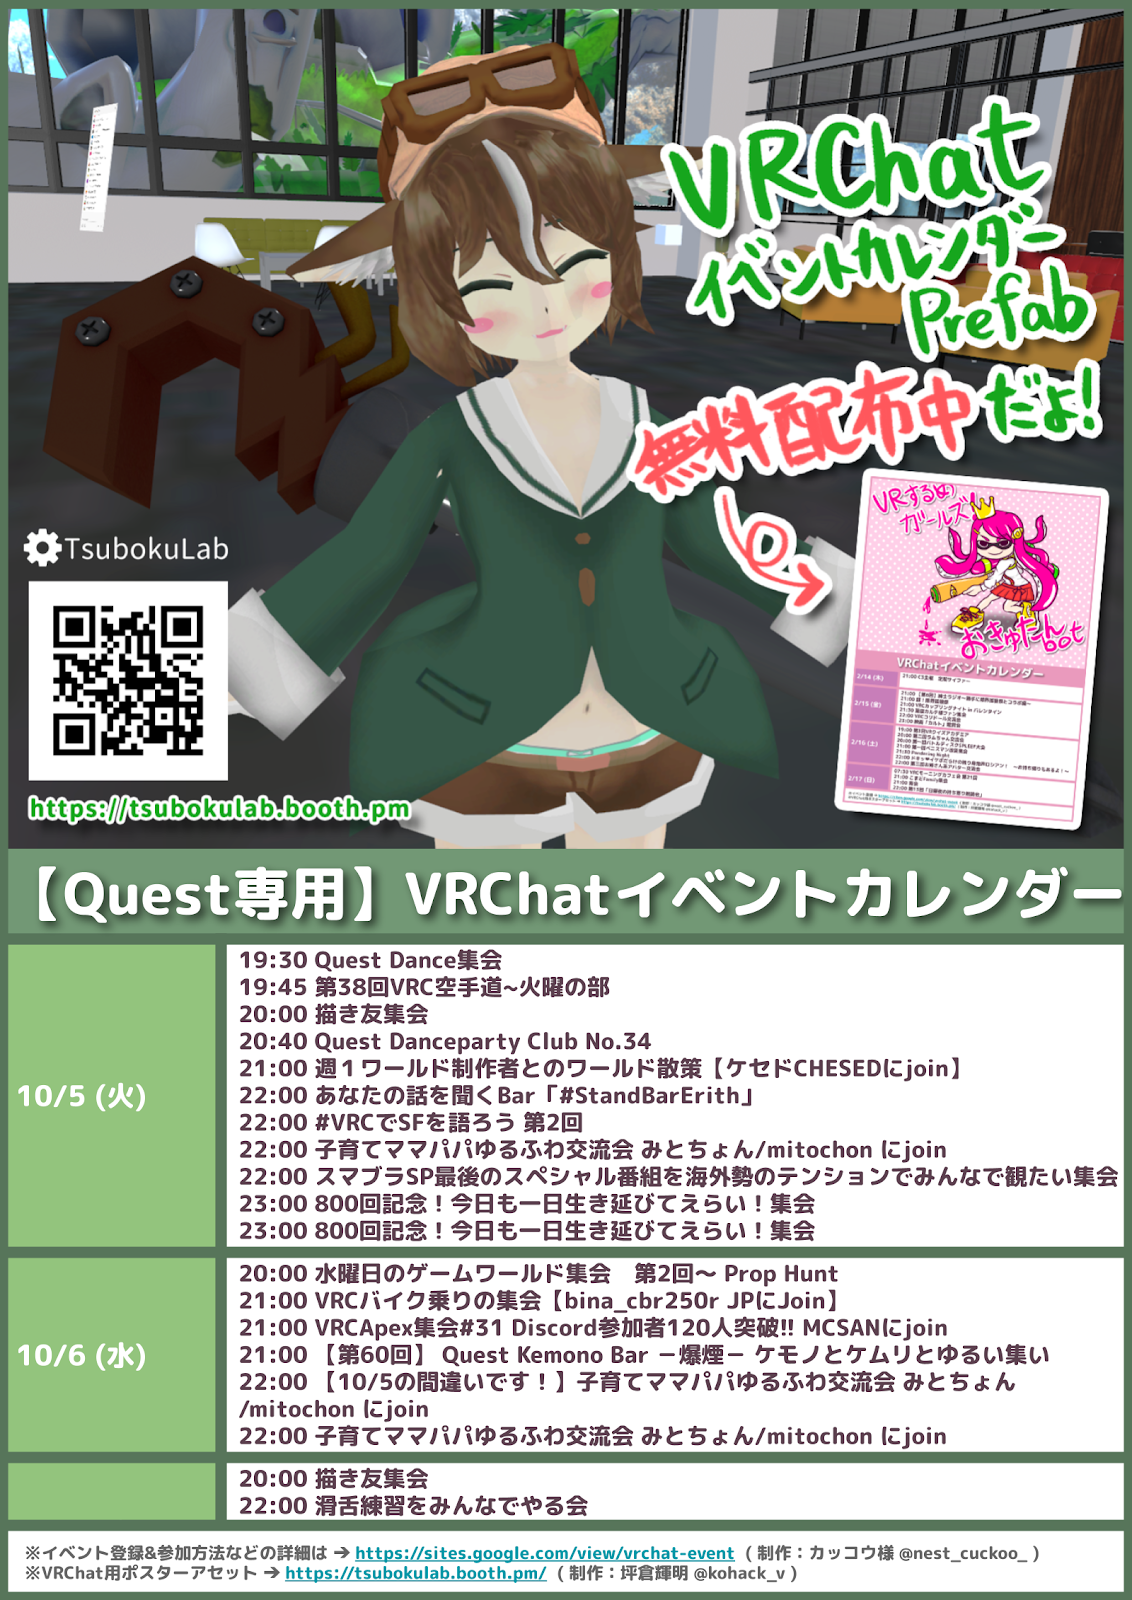 VRChat
イベントカレンダー
Prefab
無料配布中だよ!
VRするめ
ガールズ
おきゅたん
bot
VRChatイベントカレンダー
2/14 (木)
2/15 (金)
2/16 (土)
2/17 (日)
TsubokuLab
https://tsubokulab.booth.pm
【Quest専用】VRChatイベントカレンダー
10/5 (火)
19:30 Quest Dance集会
19:45 第38回VRC空手道~火曜の部
20:00 描き友集会
20:40 Quest Danceparty Club No.34
21:00 週１ワールド制作者とのワールド散策【ケセドCHESEDにjoin】
22:00 あなたの話を聞くBar「#StandBarErith」
22:00 #VRCでSFを語ろう 第2回
22:00 子育てママパパゆるふわ交流会 みとちょん/mitochon にjoin
22:00 スマブラSP最後のスペシャル番組を海外勢のテンションでみんなで観たい集会
23:00 800回記念！今日も一日生き延びてえらい！集会
23:00 800回記念！今日も一日生き延びてえらい！集会
10/6 (水)
20:00 水曜日のゲームワールド集会　第2回～ Prop Hunt
21:00 VRCバイク乗りの集会【bina_cbr250r JPにJoin】
21:00 VRCApex集会#31 Discord参加者120人突破!! MCSANにjoin
21:00 【第60回】 Quest Kemono Bar －爆煙－ ケモノとケムリとゆるい集い
22:00 【10/5の間違いです！】子育てママパパゆるふわ交流会 みとちょん
/mitochon にjoin
22:00 子育てママパパゆるふわ交流会 みとちょん/mitochon にjoin
20:00 描き友集会
22:00 滑舌練習をみんなでやる会
※イベント登録&参加方法などの詳細は → https://sites.google.com/view/vrchat-event ( 制作：カッコウ様 @nest_cuckoo_ )
※VRChat用ポスターアセット → https://tsubokulab.booth.pm/ ( 制作：坪倉輝明 @kohack_v )